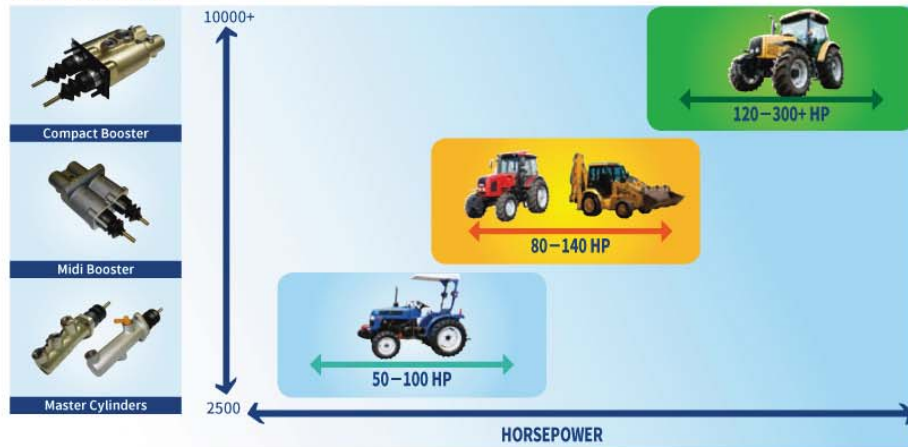 10000+
Compact Booster
120–300+ HP
Midi Booster
80–140 HP
50–100 HP
Master Cylinders
2500
HORSEPOWER